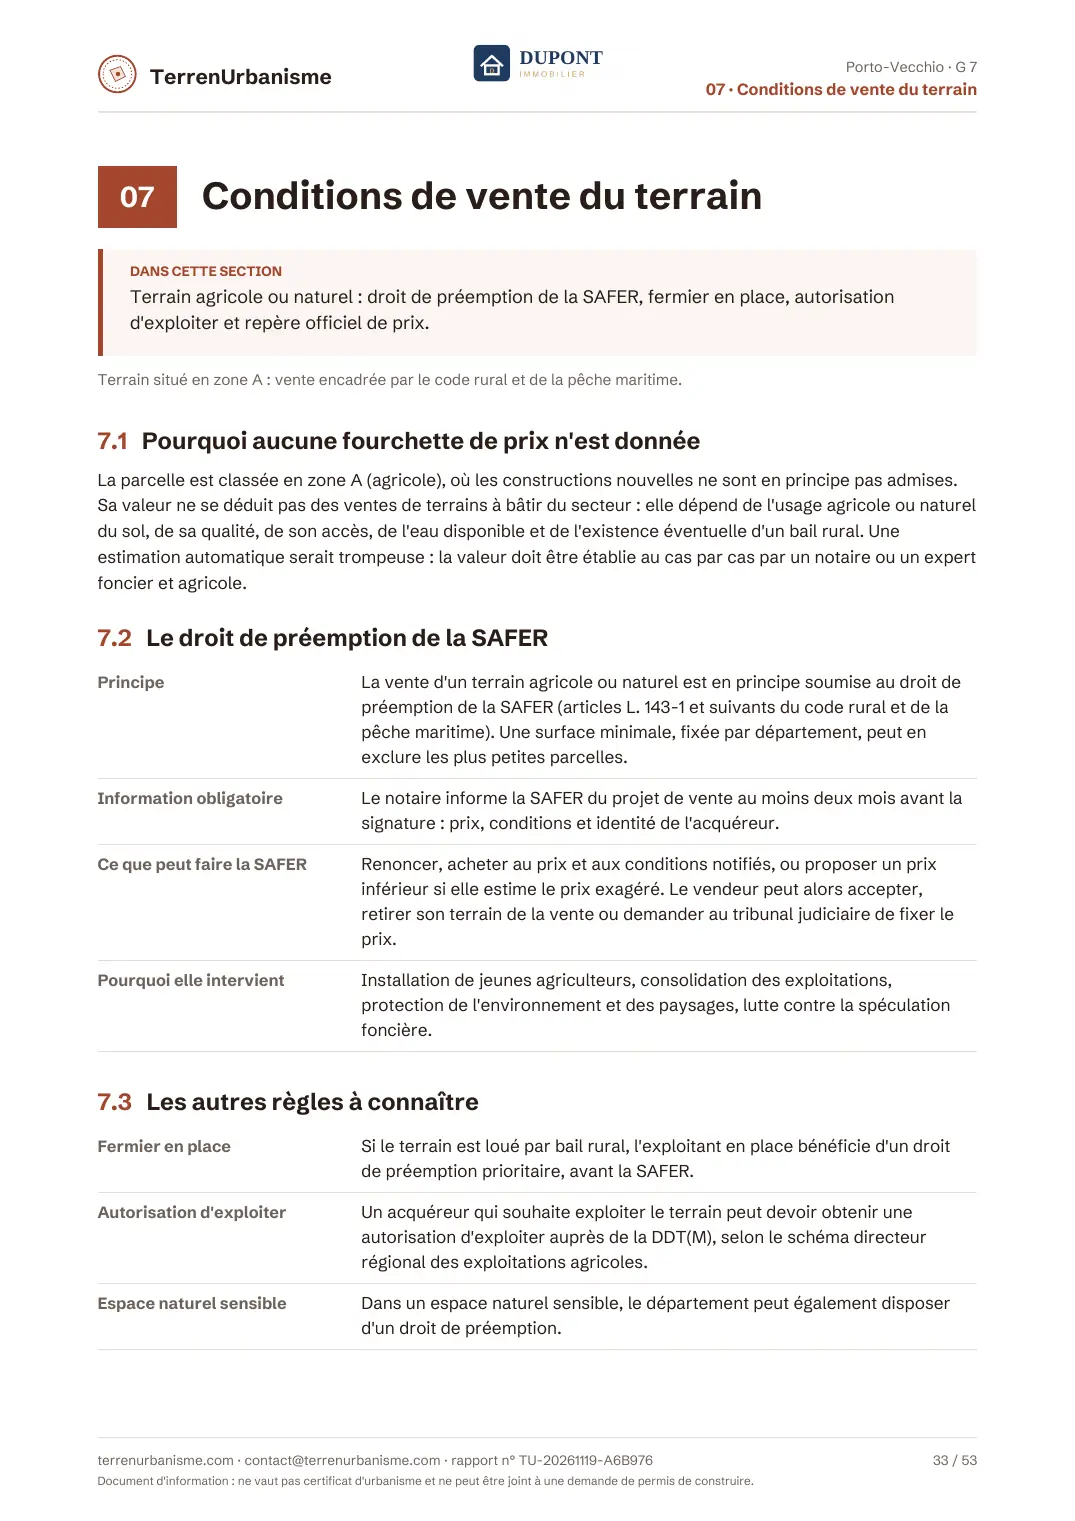 TerrenUrbanisme
DUPONT
IMMOBILIER
Porto-Vecchio · G 7
07 · Conditions de vente du terrain
07
Conditions de vente du terrain
DANS CETTE SECTION
Terrain agricole ou naturel : droit de préemption de la SAFER, fermier en place, autorisation
d'exploiter et repère officiel de prix.
Terrain situé en zone A : vente encadrée par le code rural et de la pêche maritime.
7.1 Pourquoi aucune fourchette de prix n'est donnée
La parcelle est classée en zone A (agricole), où les constructions nouvelles ne sont en principe pas admises.
Sa valeur ne se déduit pas des ventes de terrains à bâtir du secteur : elle dépend de l'usage agricole ou naturel
du sol, de sa qualité, de son accès, de l'eau disponible et de l'existence éventuelle d'un bail rural. Une
estimation automatique serait trompeuse : la valeur doit être établie au cas par cas par un notaire ou un expert
foncier et agricole.
7.2 Le droit de préemption de la SAFER
Principe
La vente d'un terrain agricole ou naturel est en principe soumise au droit de
préemption de la SAFER (articles L. 143-1 et suivants du code rural et de la
pêche maritime). Une surface minimale, fixée par département, peut en
exclure les plus petites parcelles.
Information obligatoire
Le notaire informe la SAFER du projet de vente au moins deux mois avant la
signature : prix, conditions et identité de l'acquéreur.
Ce que peut faire la SAFER
Renoncer, acheter au prix et aux conditions notifiés, ou proposer un prix
inférieur si elle estime le prix exagéré. Le vendeur peut alors accepter,
retirer son terrain de la vente ou demander au tribunal judiciaire de fixer le
prix.
Pourquoi elle intervient
Installation de jeunes agriculteurs, consolidation des exploitations,
protection de l'environnement et des paysages, lutte contre la spéculation
foncière.
7.3 Les autres règles à connaître
Fermier en place
Si le terrain est loué par bail rural, l'exploitant en place bénéficie d'un droit
de préemption prioritaire, avant la SAFER.
Autorisation d'exploiter
Un acquéreur qui souhaite exploiter le terrain peut devoir obtenir une
autorisation d'exploiter auprès de la DDT(M), selon le schéma directeur
régional des exploitations agricoles.
Espace naturel sensible
Dans un espace naturel sensible, le département peut également disposer
d'un droit de préemption.
terrenurbanisme.com · contact@terrenurbanisme.com · rapport n° TU-20261119-A6B976
33 / 53
Document d'information : ne vaut pas certificat d'urbanisme et ne peut être joint à une demande de permis de construire.